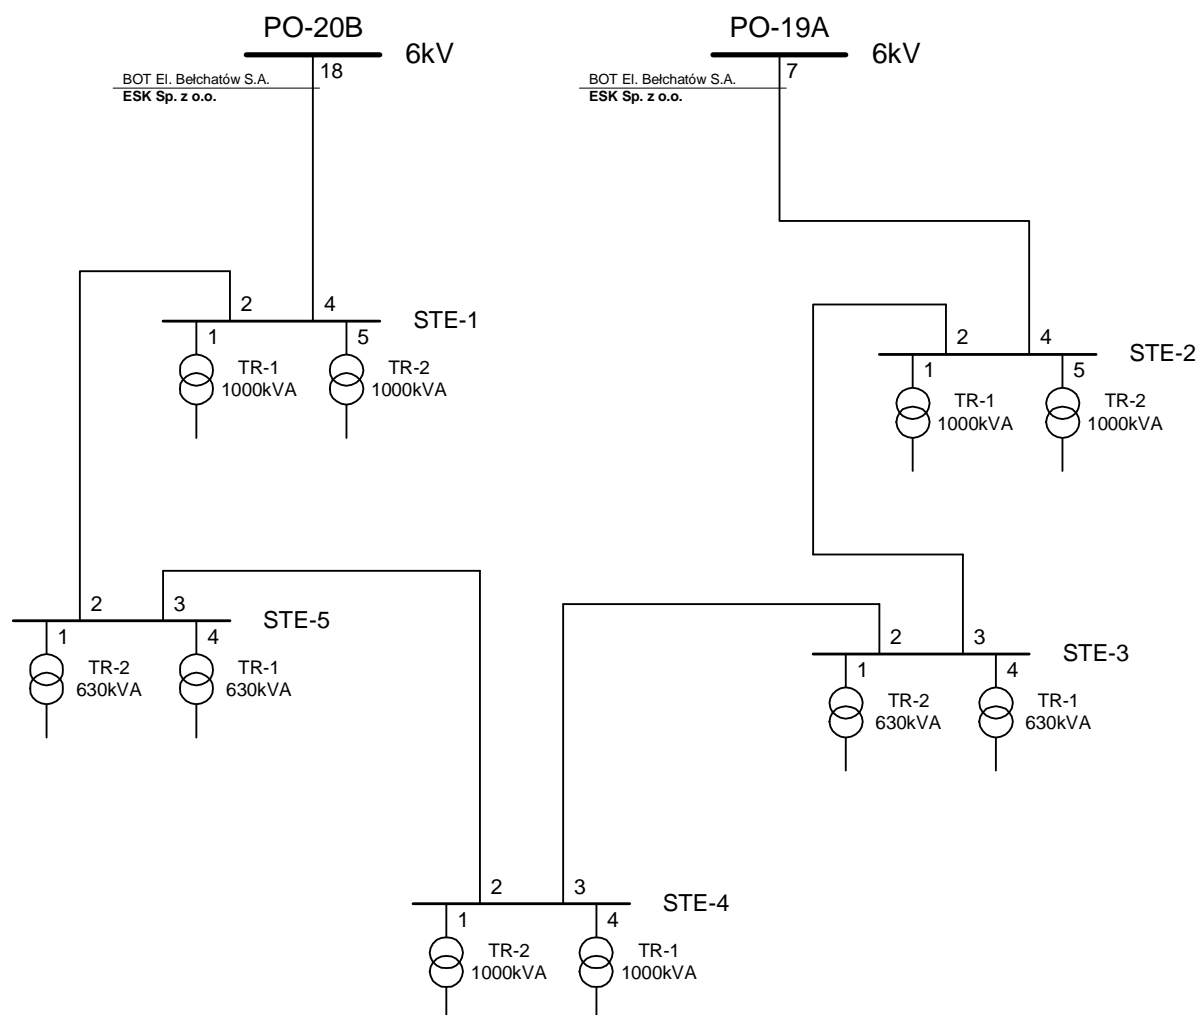 PO-20B
6kV
18
BOT El. Bełchatów S.A.
ESK Sp. z o.o.
PO-19A
6kV
7
BOT El. Bełchatów S.A.
ESK Sp. z o.o.
2
4
STE-1
1
5
TR-1
1000kVA
TR-2
1000kVA
2
4
STE-2
1
5
TR-1
1000kVA
TR-2
1000kVA
2
3
STE-5
1
4
TR-2
630kVA
TR-1
630kVA
2
3
STE-3
1
4
TR-2
630kVA
TR-1
630kVA
2
3
STE-4
1
4
TR-2
1000kVA
TR-1
1000kVA